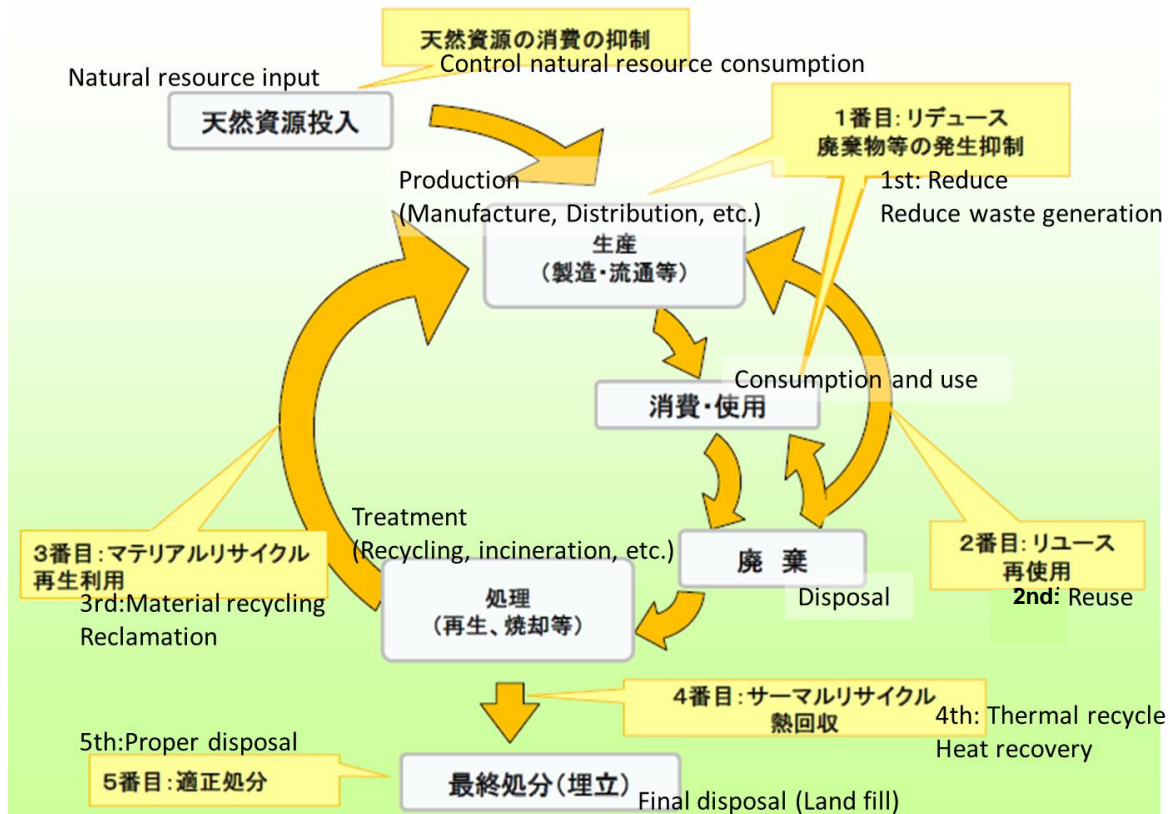 天然資源の消費の抑制
Control natural resource consumption
Natural resource input
天然資源投入
1番目:リデュース
廃棄物等の発生抑制
1st: Reduce
Reduce waste generation
Production
(Manufacture, Distribution, etc.)
生産
(製造・流通等)
Consumption and use
消費・使用
Treatment
(Recycling, incineration, etc.)
3番目:マテリアルリサイクル
再生利用
3rd:Material recycling
Reclamation
処理
(再生、焼却等)
廃棄
Disposal
2番目:リユース
再使用
2nd: Reuse
4番目:サーマルリサイクル
熱回収
4th: Thermal recycle
Heat recovery
5th:Proper disposal
5番目:適正処分
最終処分(埋立)
Final disposal (Land fill)